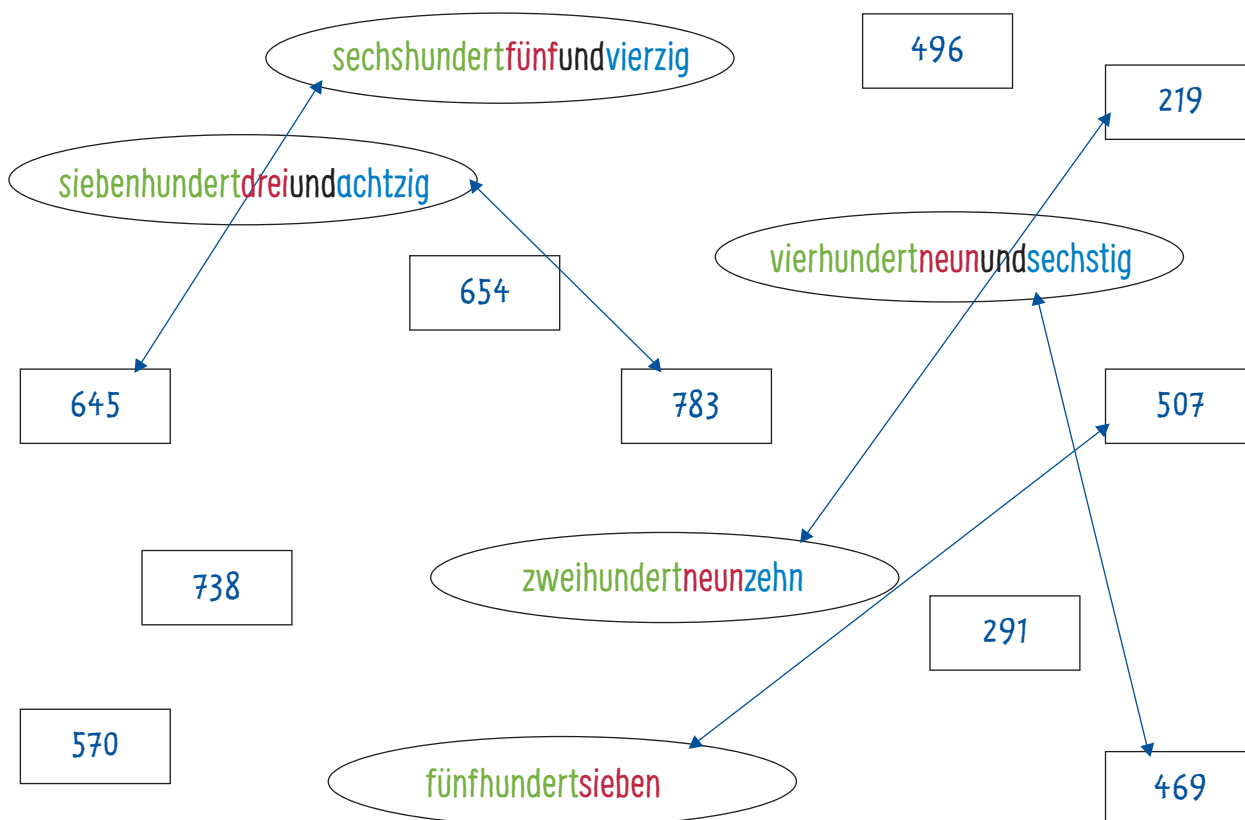 sechshundertfünfundvierzig
496
219
siebenhundertdreiundachtzig
vierhundertneunundsechstig
654
645
783
507
738
zweihundertneunzehn
291
570
fünfhundertsieben
469